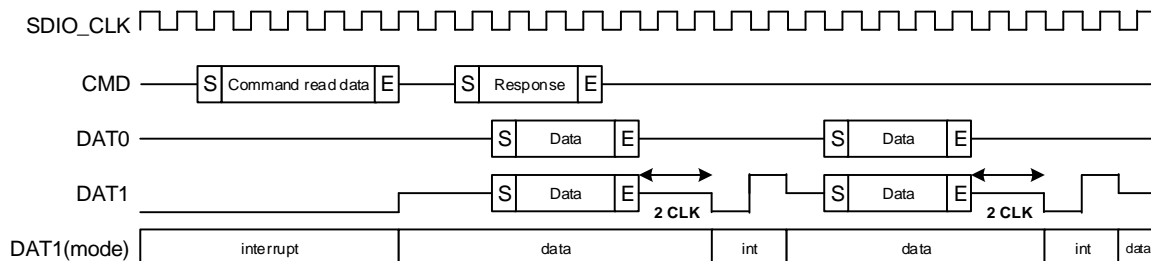 SDIO_CLK
CMD S Command read data E S Response E
DAT0 S Data E S Data E
DAT1 S Data E S Data E
2 CLK 2 CLK
DAT1(mode) interrupt data int data int data